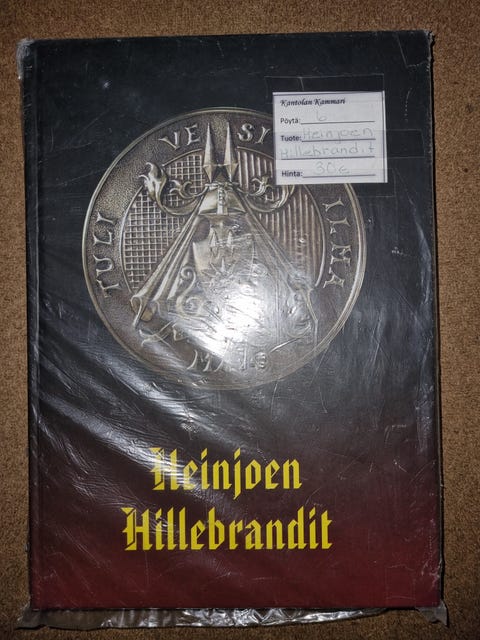 Kantolan Kammari
Pöytä: 6
Tuote: Heinjoen
Hillebrandit
Hinta: 30€
VESI
TULI
ILMA
Heinjoen
Hillebrandit